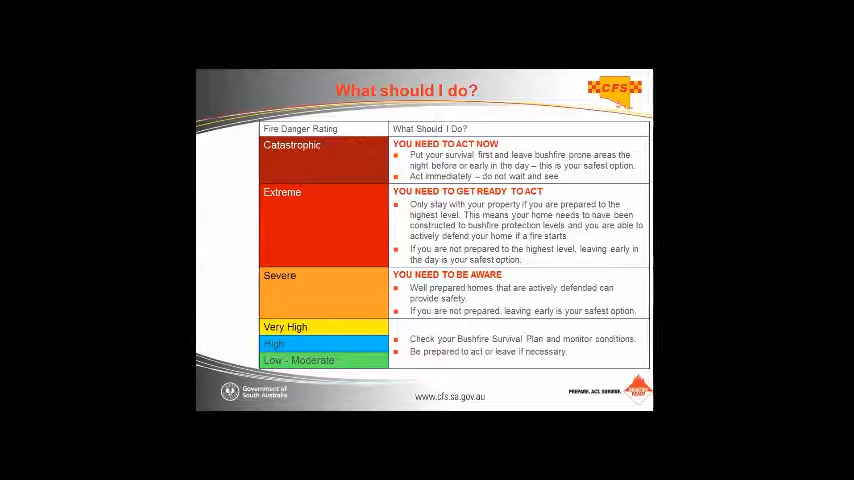 What should I do?
CFS
Fire Danger Rating
What Should I Do?
Catastrophic
YOU NEED TO ACT NOW
Put your survival first and leave bushfire prone areas the
night before or early in the day – this is your safest option.
Act immediately – do not wait and see
Extreme
YOU NEED TO GET READY TO ACT
Only stay with your property if you are prepared to the
highest level. This means your home needs to have been
constructed to bushfire protection levels and you are able to
actively defend your home if a fire starts.
If you are not prepared to the highest level, leaving early in
the day is your safest option.
Severe
YOU NEED TO BE AWARE
Well prepared homes that are actively defended can
provide safety.
If you are not prepared, leaving early is your safest option.
Very High
High
Low - Moderate
Check your Bushfire Survival Plan and monitor conditions.
Be prepared to act or leave if necessary.
Government of
South Australia
www.cfs.sa.gov.au
PREPARE. ACT. SURVIVE.